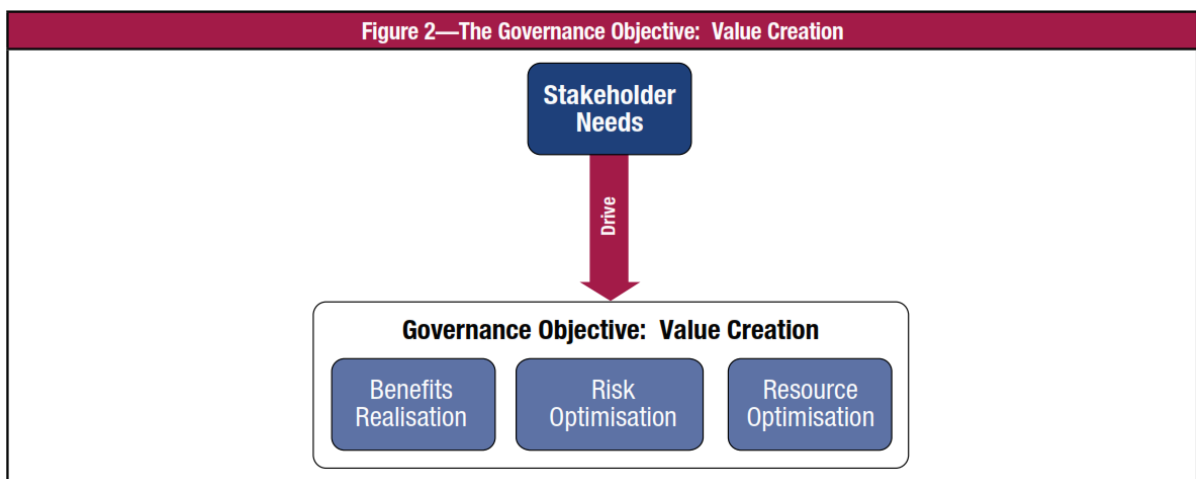 Figure 2—The Governance Objective: Value Creation
Stakeholder
Needs
Drive
Governance Objective: Value Creation
Benefits
Realisation
Risk
Optimisation
Resource
Optimisation